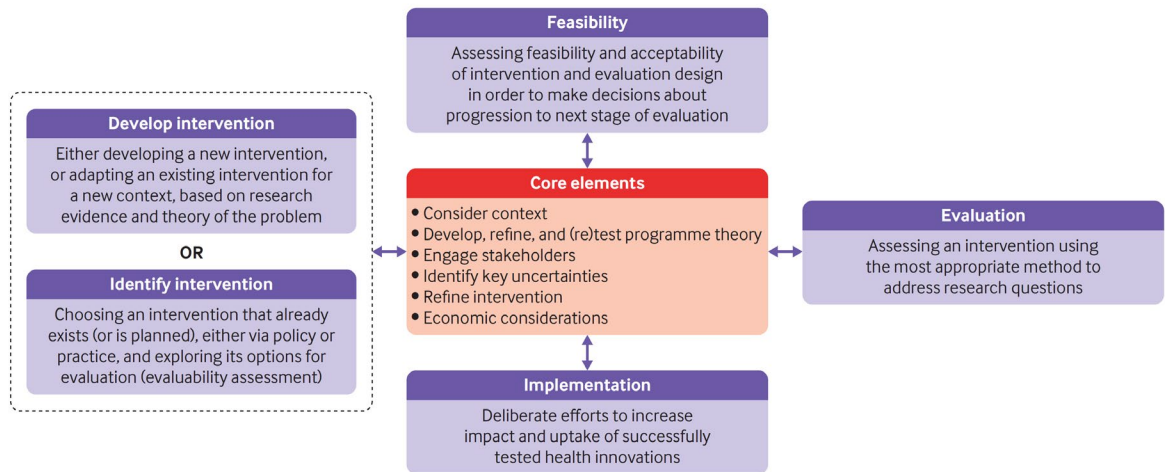 Feasibility
Assessing feasibility and acceptability
of intervention and evaluation design
in order to make decisions about
progression to next stage of evaluation
Develop intervention
Either developing a new intervention,
or adapting an existing intervention for
a new context, based on research
evidence and theory of the problem
OR
Identify intervention
Choosing an intervention that already
exists (or is planned), either via policy or
practice, and exploring its options for
evaluation (evaluability assessment)
Core elements
• Consider context
• Develop, refine, and (re)test programme theory
• Engage stakeholders
• Identify key uncertainties
• Refine intervention
• Economic considerations
Evaluation
Assessing an intervention using
the most appropriate method to
address research questions
Implementation
Deliberate efforts to increase
impact and uptake of successfully
tested health innovations